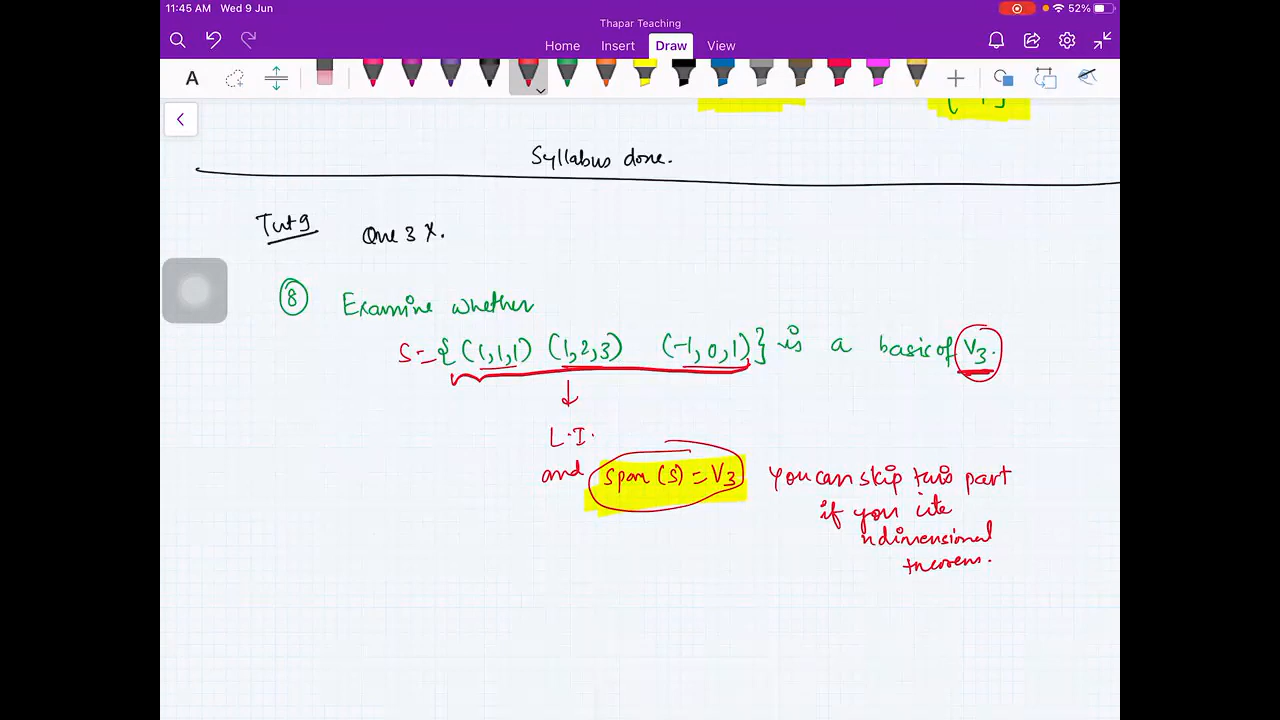 11:45 AM Wed 9 Jun
52%
Thapar Teaching
Home Insert Draw View
A
Syllabus done.
Tut 9 Que 3 X.
8 Examine whether
S = { (1,1,1) (1,2,3) (-1,0,1) } is a basis of V3.
L.I.
and span (S) = V3
You can skip this part
if you cite
n dimensional
theorem.